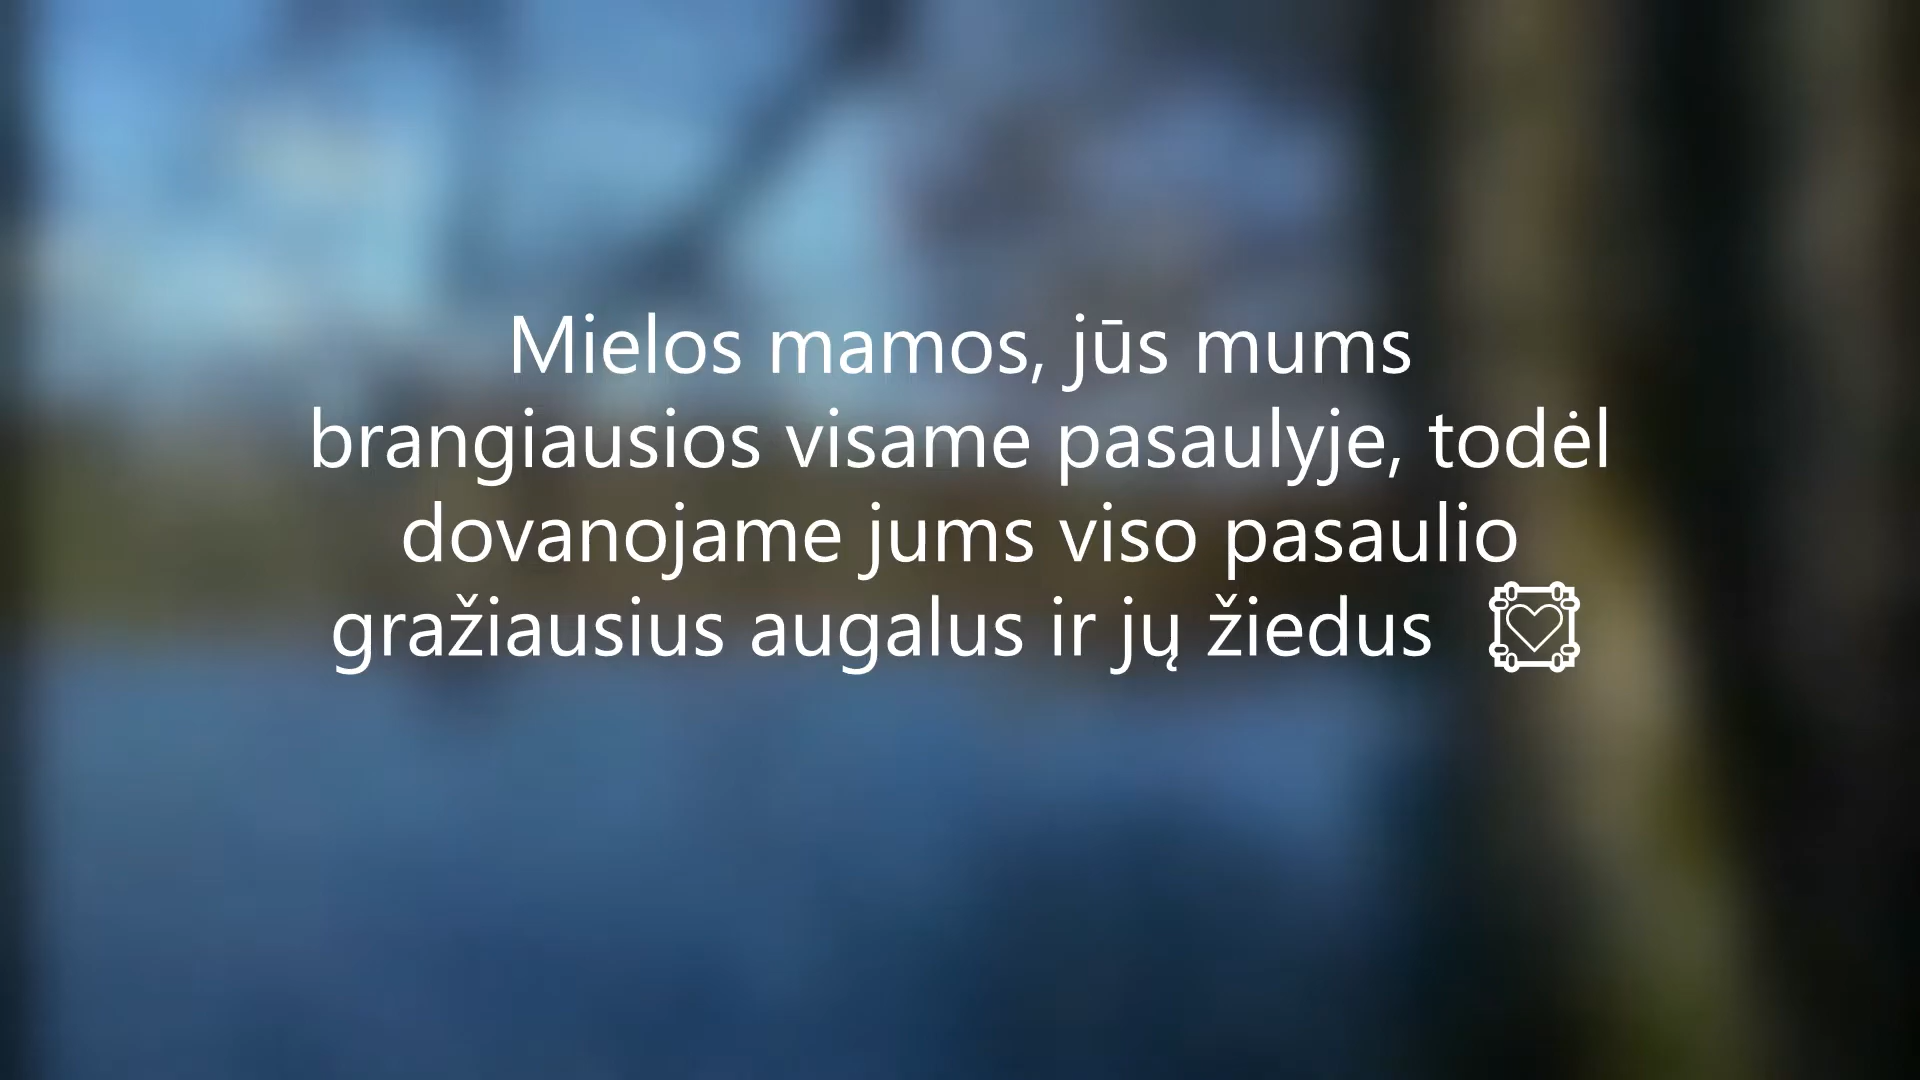 Mielos mamos, jūs mums
brangiausios visame pasaulyje, todėl
dovanojame jums viso pasaulio
gražiausius augalus ir jų žiedus